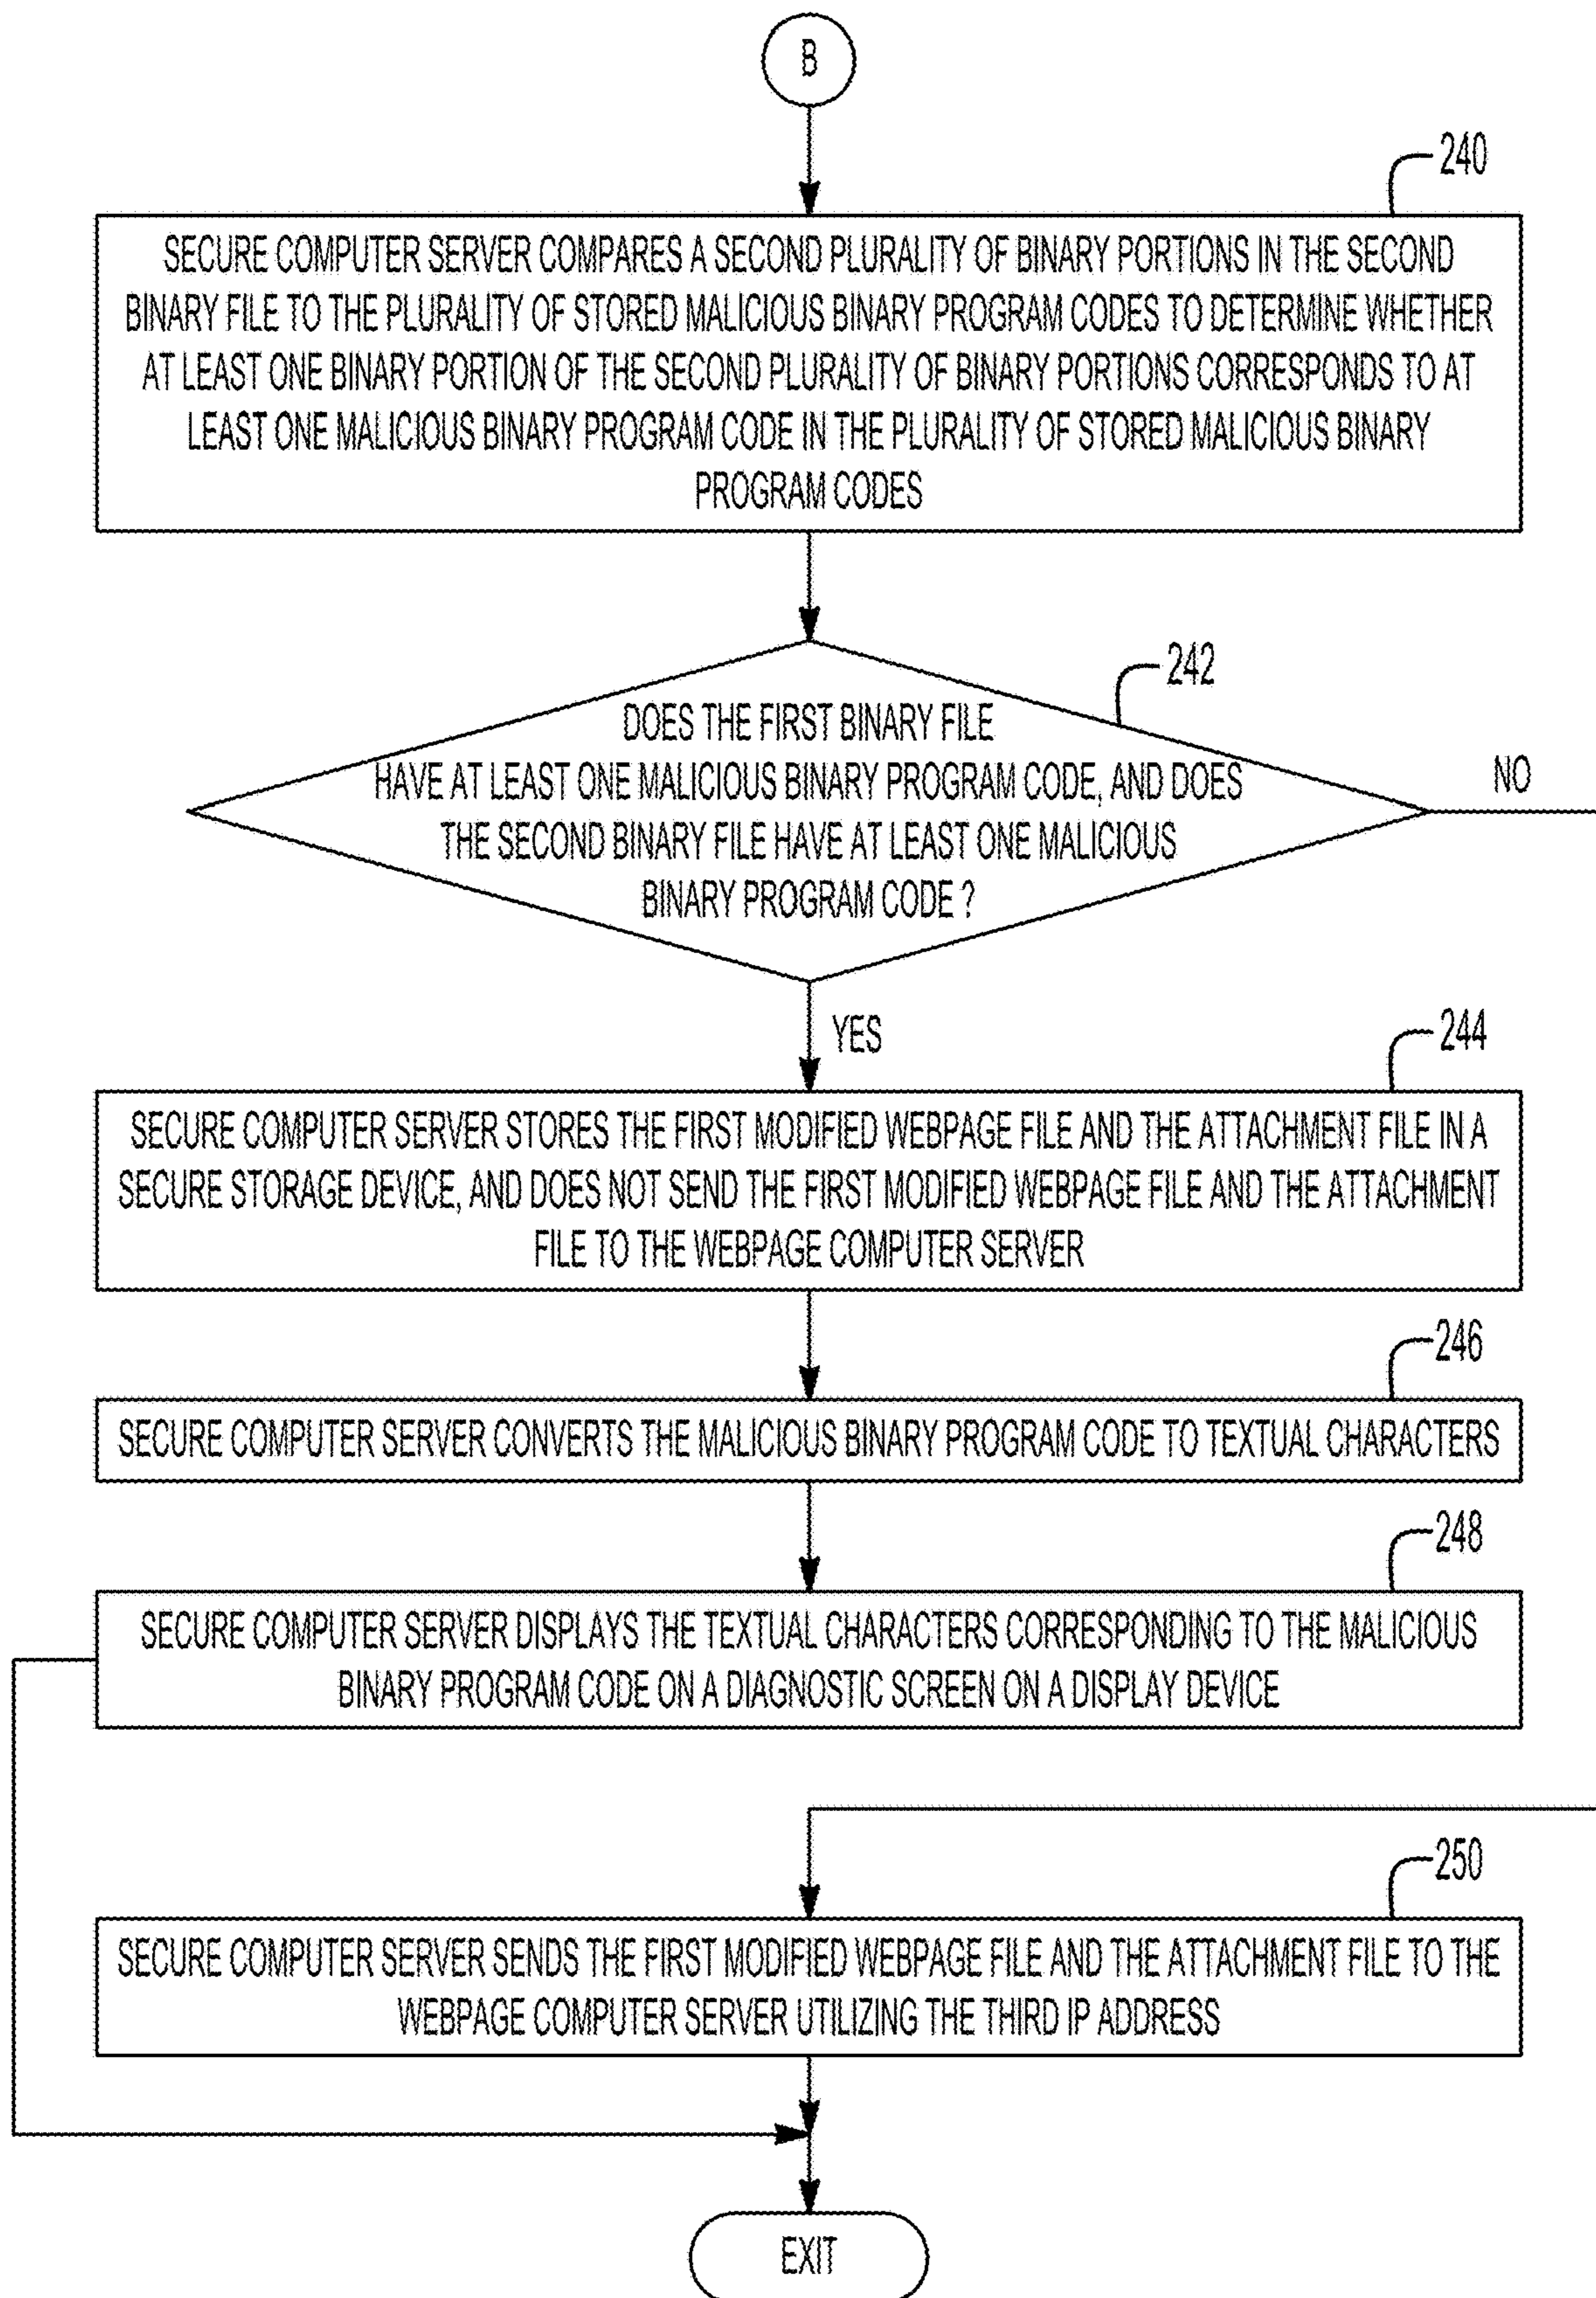 B
240
SECURE COMPUTER SERVER COMPARES A SECOND PLURALITY OF BINARY PORTIONS IN THE SECOND
BINARY FILE TO THE PLURALITY OF STORED MALICIOUS BINARY PROGRAM CODES TO DETERMINE WHETHER
AT LEAST ONE BINARY PORTION OF THE SECOND PLURALITY OF BINARY PORTIONS CORRESPONDS TO AT
LEAST ONE MALICIOUS BINARY PROGRAM CODE IN THE PLURALITY OF STORED MALICIOUS BINARY
PROGRAM CODES
242
DOES THE FIRST BINARY FILE
HAVE AT LEAST ONE MALICIOUS BINARY PROGRAM CODE, AND DOES
THE SECOND BINARY FILE HAVE AT LEAST ONE MALICIOUS
BINARY PROGRAM CODE ?
NO
YES
244
SECURE COMPUTER SERVER STORES THE FIRST MODIFIED WEBPAGE FILE AND THE ATTACHMENT FILE IN A
SECURE STORAGE DEVICE, AND DOES NOT SEND THE FIRST MODIFIED WEBPAGE FILE AND THE ATTACHMENT
FILE TO THE WEBPAGE COMPUTER SERVER
246
SECURE COMPUTER SERVER CONVERTS THE MALICIOUS BINARY PROGRAM CODE TO TEXTUAL CHARACTERS
248
SECURE COMPUTER SERVER DISPLAYS THE TEXTUAL CHARACTERS CORRESPONDING TO THE MALICIOUS
BINARY PROGRAM CODE ON A DIAGNOSTIC SCREEN ON A DISPLAY DEVICE
250
SECURE COMPUTER SERVER SENDS THE FIRST MODIFIED WEBPAGE FILE AND THE ATTACHMENT FILE TO THE
WEBPAGE COMPUTER SERVER UTILIZING THE THIRD IP ADDRESS
EXIT